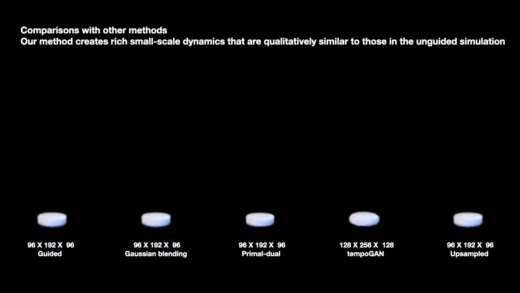 Comparisons with other methods
Our method creates rich small-scale dynamics that are qualitatively similar to those in the unguided simulation
96 X 192 X 96
Guided
96 X 192 X 96
Gaussian blending
96 X 192 X 96
Primal-dual
128 X 256 X 128
tempoGAN
96 X 192 X 96
Upsampled